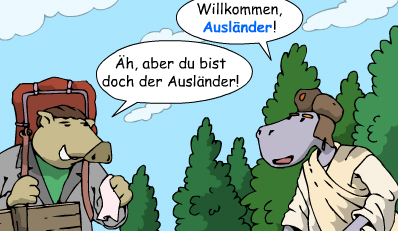 Willkommen,
Ausländer!
Äh, aber du bist
doch der Ausländer!